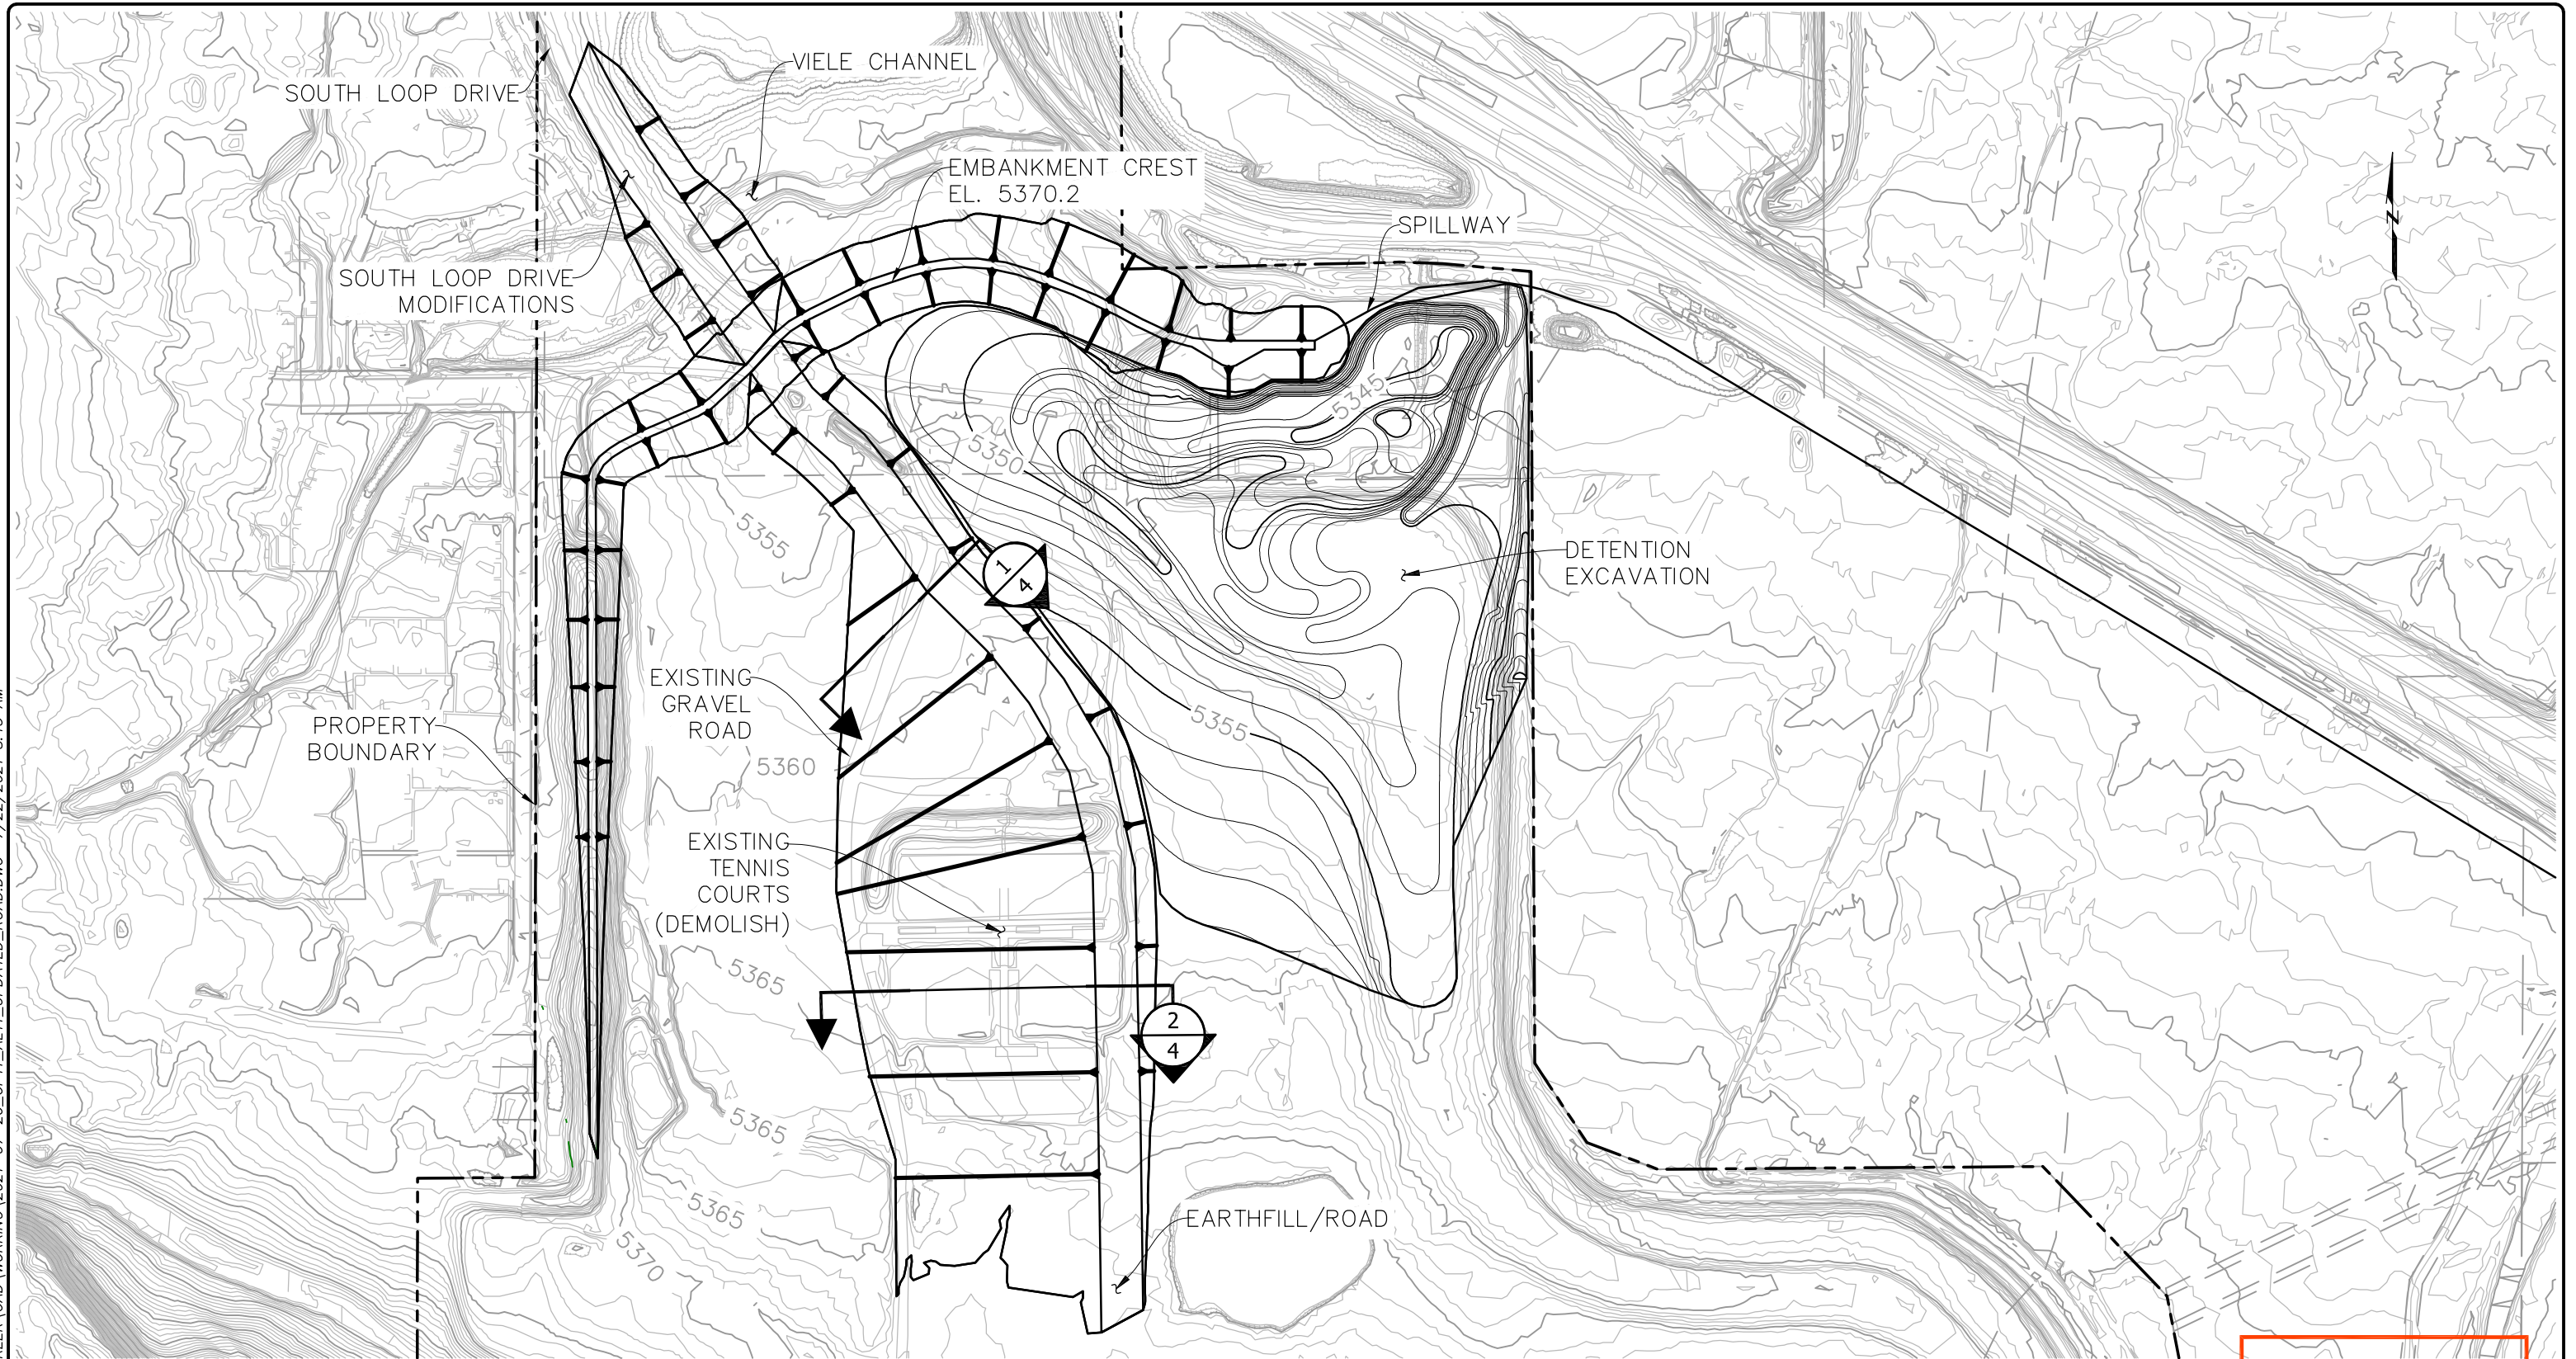 VIELE CHANNEL
SOUTH LOOP DRIVE
EMBANKMENT CREST
EL. 5370.2
SPILLWAY
N
SOUTH LOOP DRIVE
MODIFICATIONS
5345
5350
5355
DETENTION
EXCAVATION
1
4
EXISTING
GRAVEL
ROAD
PROPERTY
BOUNDARY
5355
5360
EXISTING
TENNIS
COURTS
(DEMOLISH)
5365
2
4
5365
5365
EARTHFILL/ROAD
5370